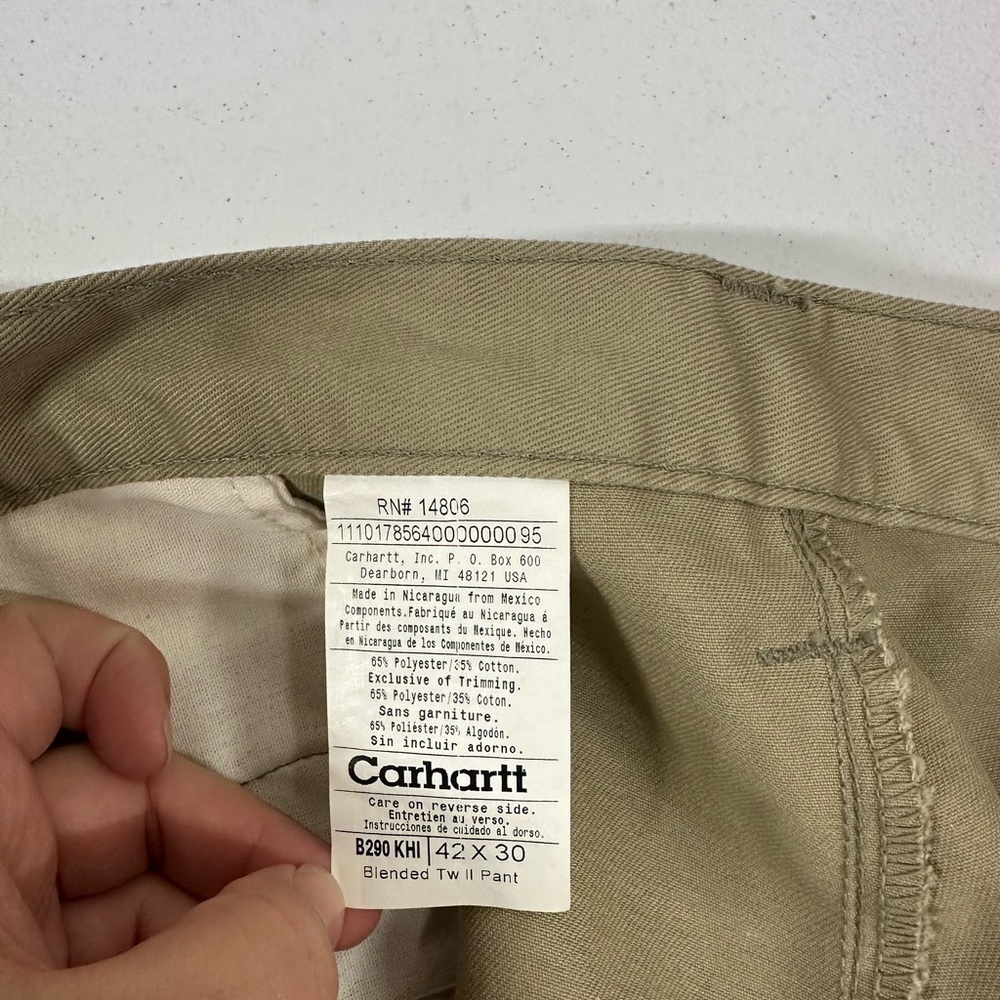 RN# 14806
11101785640000000095
Carhartt, Inc. P. O. Box 600
Dearborn, MI 48121 USA
Made in Nicaragua from Mexico
Components.Fabriqué au Nicaragua à
Partir des composants du Mexique. Hecho
en Nicaragua de los Componentes de México.
65% Polyester/35% Cotton.
Exclusive of Trimming.
65% Polyester/35% Coton.
Sans garniture.
65% Poliéster/35% Algodón.
Sin incluir adorno.
Carhartt
Care on reverse side.
Entretien au verso.
Instrucciones de cuidado al dorso.
B290 KHI | 42 X 30
Blended Twill Pant